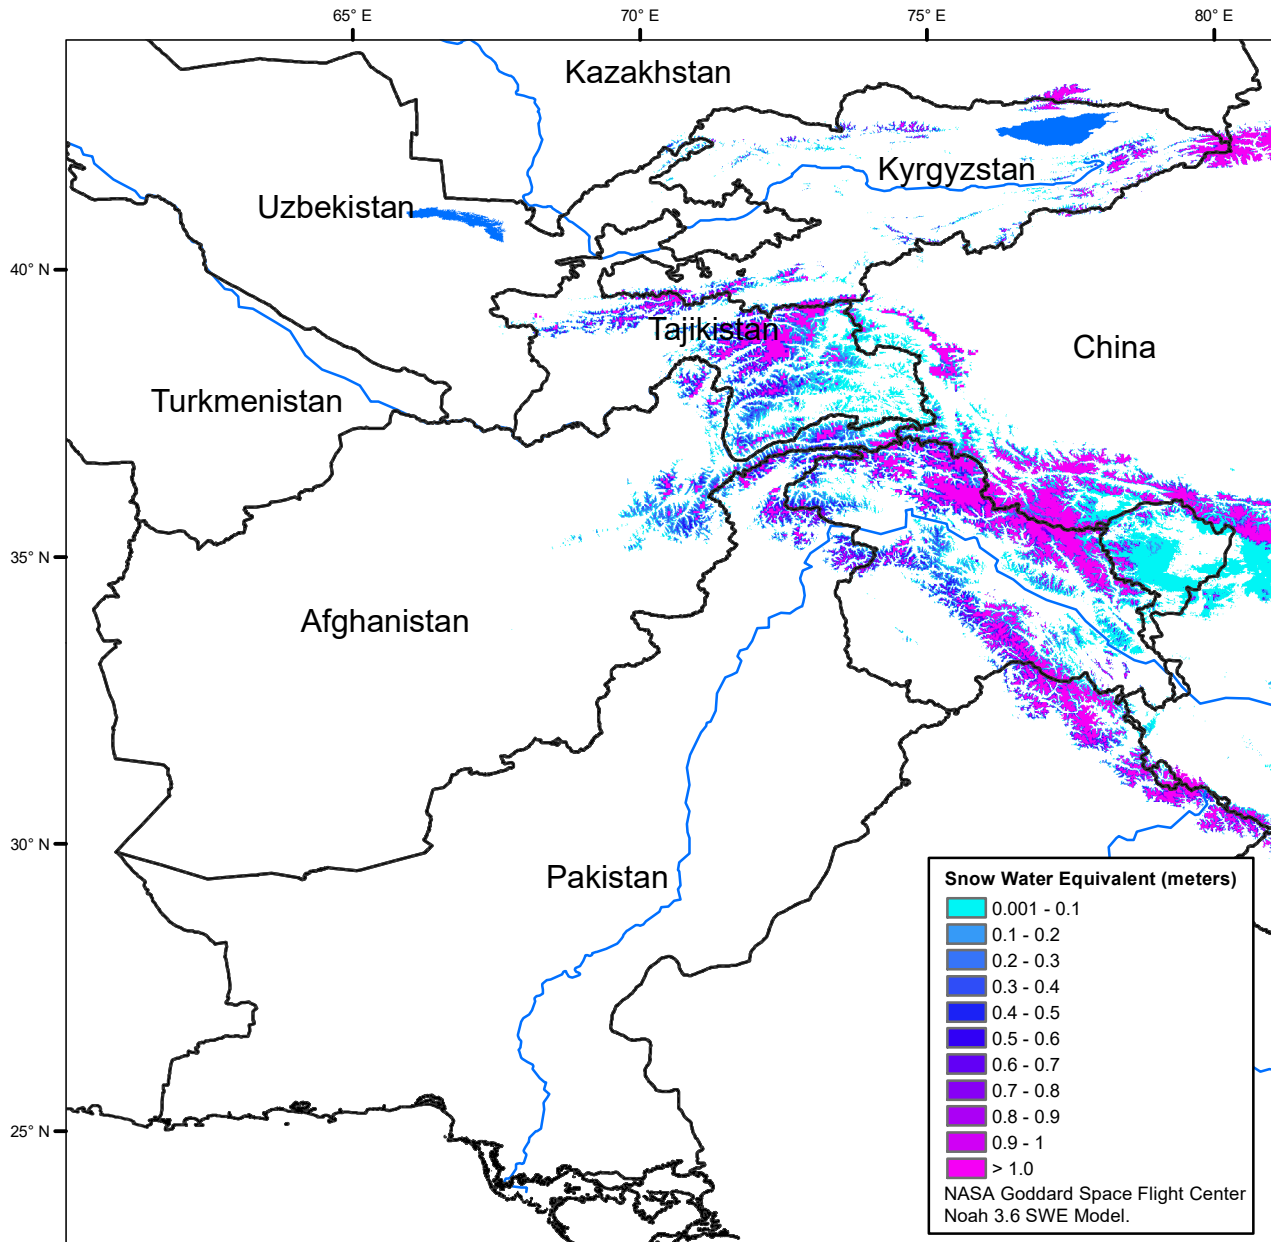 65° E
70° E
75° E
80° E
Kazakhstan
Kyrgyzstan
Uzbekistan
40° N
Tajikistan
China
Turkmenistan
35° N
Afghanistan
30° N
Pakistan
25° N
Snow Water Equivalent (meters)
0.001 - 0.1
0.1 - 0.2
0.2 - 0.3
0.3 - 0.4
0.4 - 0.5
0.5 - 0.6
0.6 - 0.7
0.7 - 0.8
0.8 - 0.9
0.9 - 1
> 1.0
NASA Goddard Space Flight Center
Noah 3.6 SWE Model.